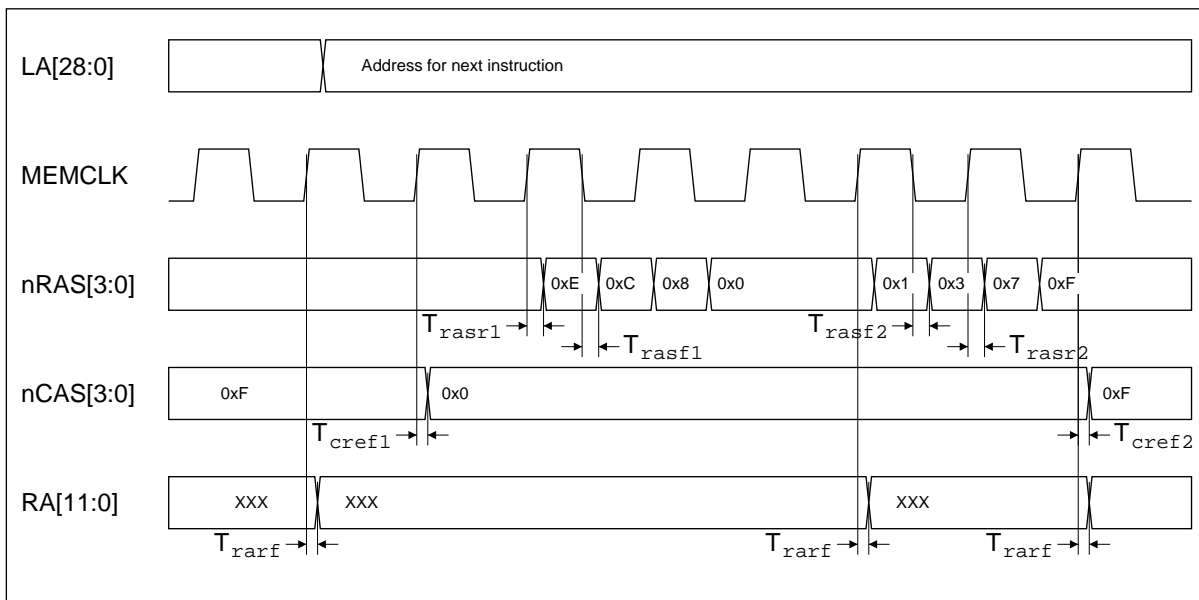 LA[28:0]
Address for next instruction
MEMCLK
nRAS[3:0]
0xE 0xC 0x8 0x0 0x1 0x3 0x7 0xF
Trasr1 Trasf2
Trasf1 Trasr2
nCAS[3:0]
0xF 0x0 0xF
Tcref1 Tcref2
RA[11:0]
XXX XXX XXX
Trarf Trarf Trarf